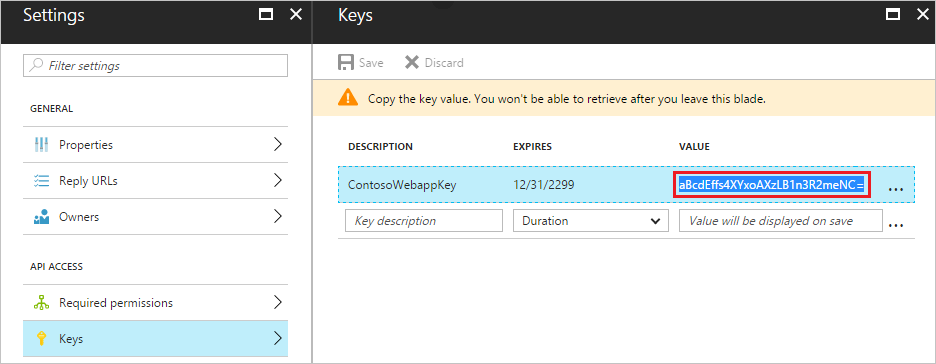 Settings
Filter settings
GENERAL
Properties
Reply URLs
Owners
API ACCESS
Required permissions
Keys
Keys
Save Discard
Copy the key value. You won't be able to retrieve after you leave this blade.
DESCRIPTION EXPIRES VALUE
ContosoWebappKey 12/31/2299 aBcdEffs4XYxoAXzLB1n3R2meNC= ...
Key description Duration Value will be displayed on save ...